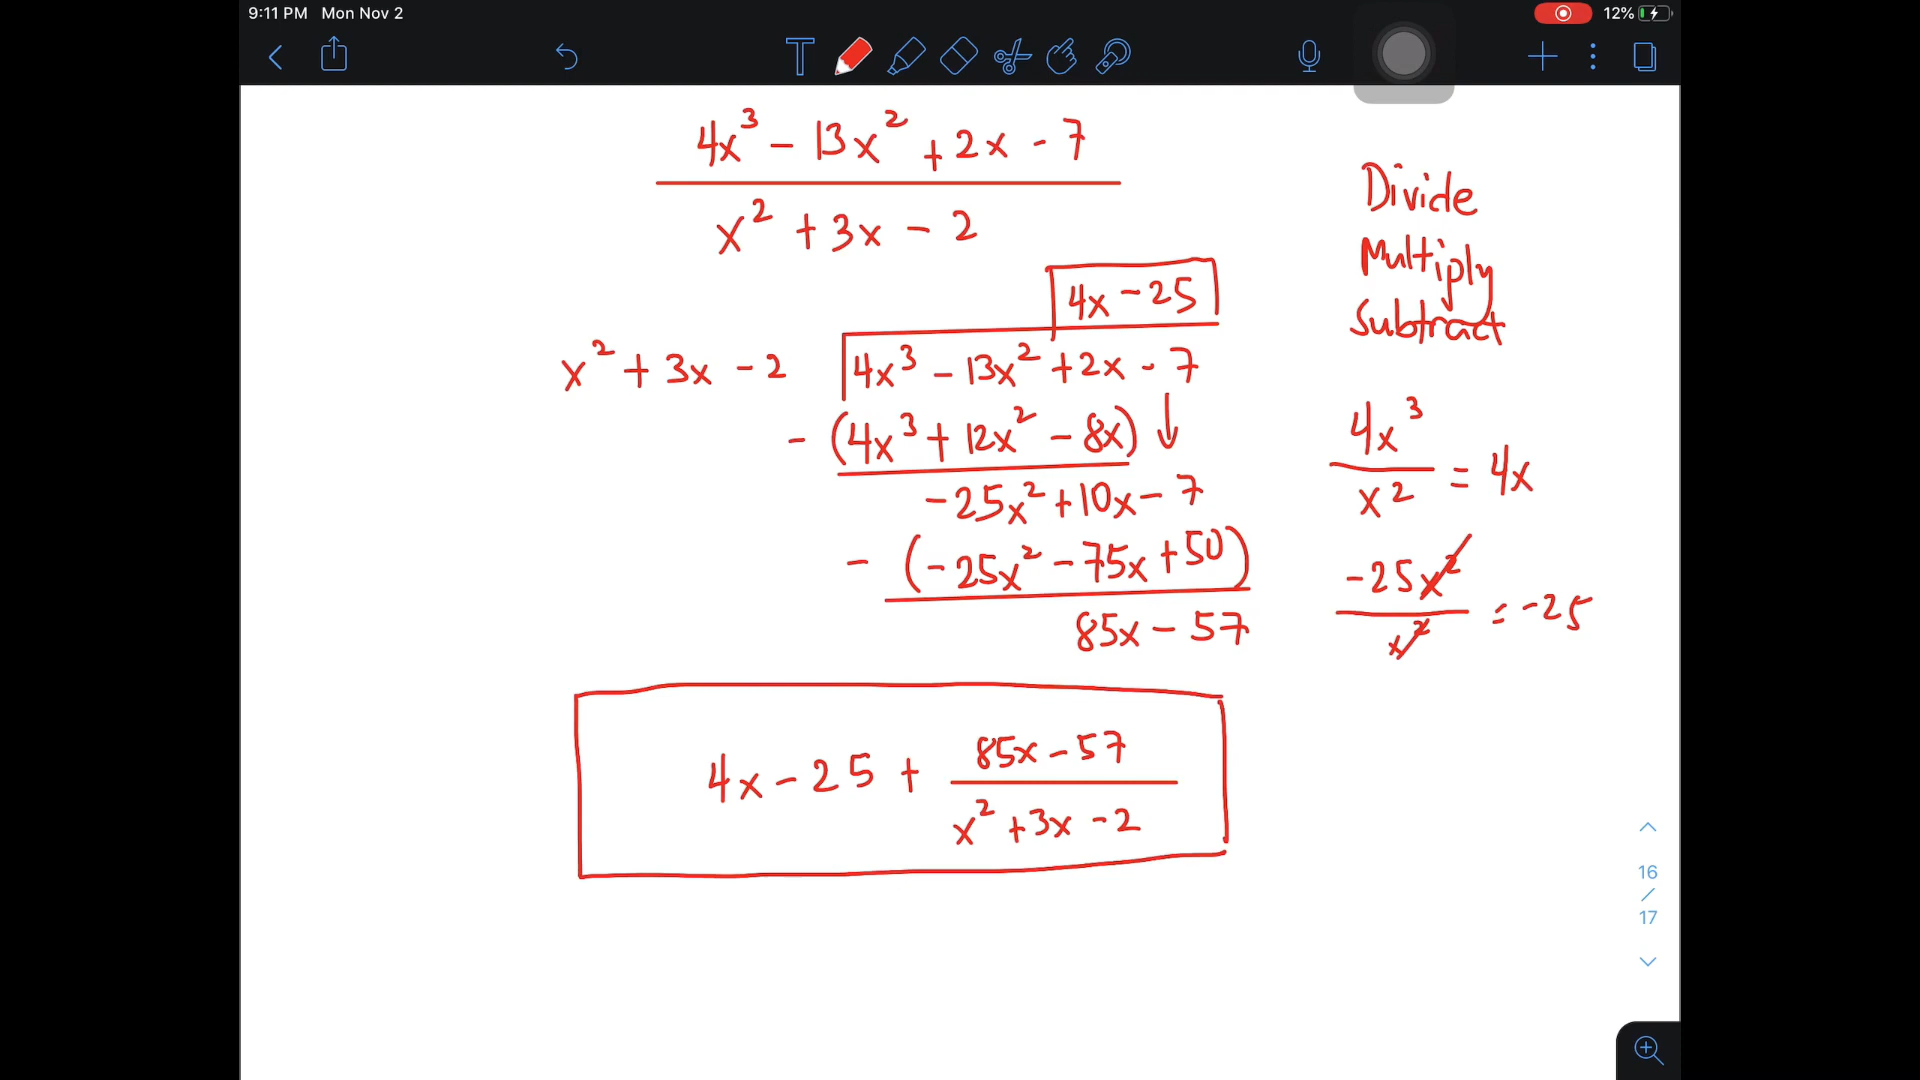 9:11 PM Mon Nov 2
12%
T
4x³ - 13x² + 2x - 7
x² + 3x - 2
4x - 25
x² + 3x - 2 4x³ - 13x² + 2x - 7
- (4x³ + 12x² - 8x) ↓
-25x² + 10x - 7
- (-25x² - 75x + 50)
85x - 57
4x - 25 + 85x - 57
x² + 3x - 2
Divide
Multiply
Subtract
4x³
x² = 4x
-25x²
x² = -25
16
/
17